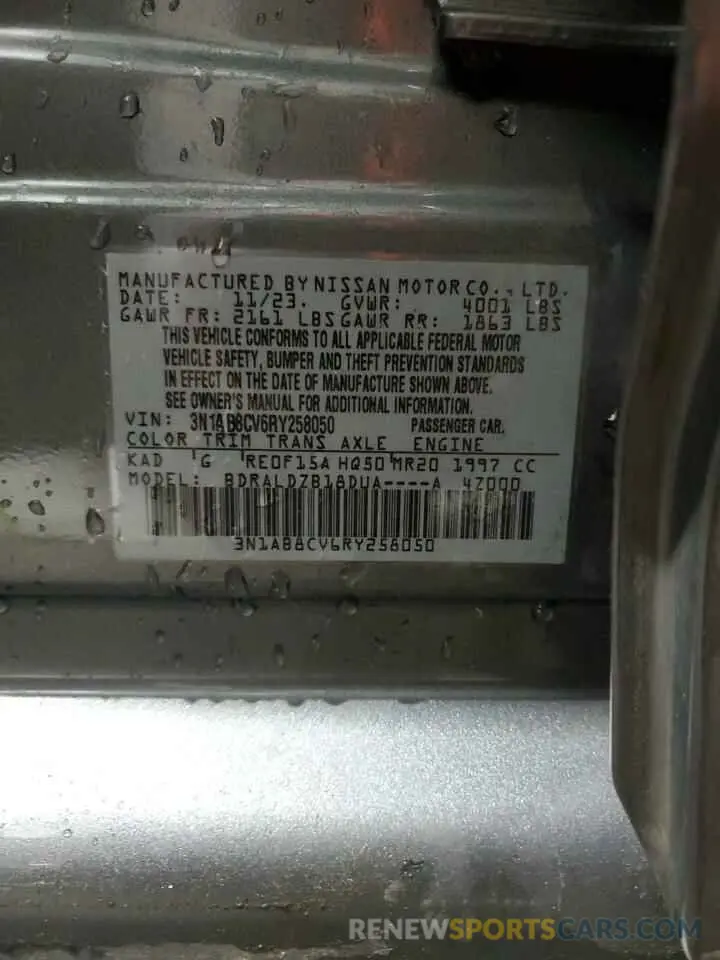 MANUFACTURED BY NISSAN MOTOR CO., LTD.
DATE: 11/23. GVWR: 4001 LBS
GAWR FR: 2161 LBS GAWR RR: 1863 LBS
THIS VEHICLE CONFORMS TO ALL APPLICABLE FEDERAL MOTOR
VEHICLE SAFETY, BUMPER AND THEFT PREVENTION STANDARDS
IN EFFECT ON THE DATE OF MANUFACTURE SHOWN ABOVE.
SEE OWNER'S MANUAL FOR ADDITIONAL INFORMATION.
VIN: 3N1AB8CV6RY258050 PASSENGER CAR.
COLOR TRIM TRANS AXLE ENGINE
KAD G RE0F15A HQ50 MR20 1997 CC
MODEL: BDRALDZB18DUA----A 4Z000
3N1AB8CV6RY258050
RENEWSPORTSCARS.COM